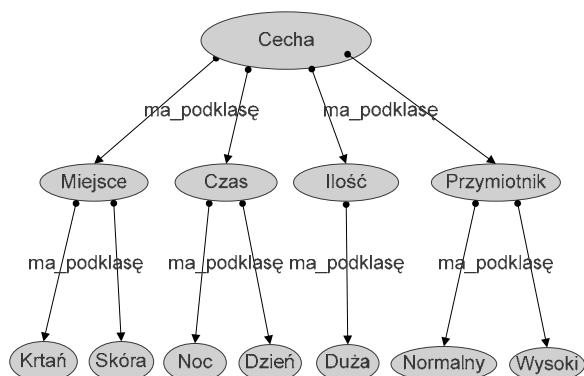 Cecha
ma_podklasę ma_podklasę
Miejsce Czas Ilość Przymiotnik
ma_podklasę ma_podklasę ma_podklasę ma_podklasę
Krtań Skóra Noc Dzień Duża Normalny Wysoki